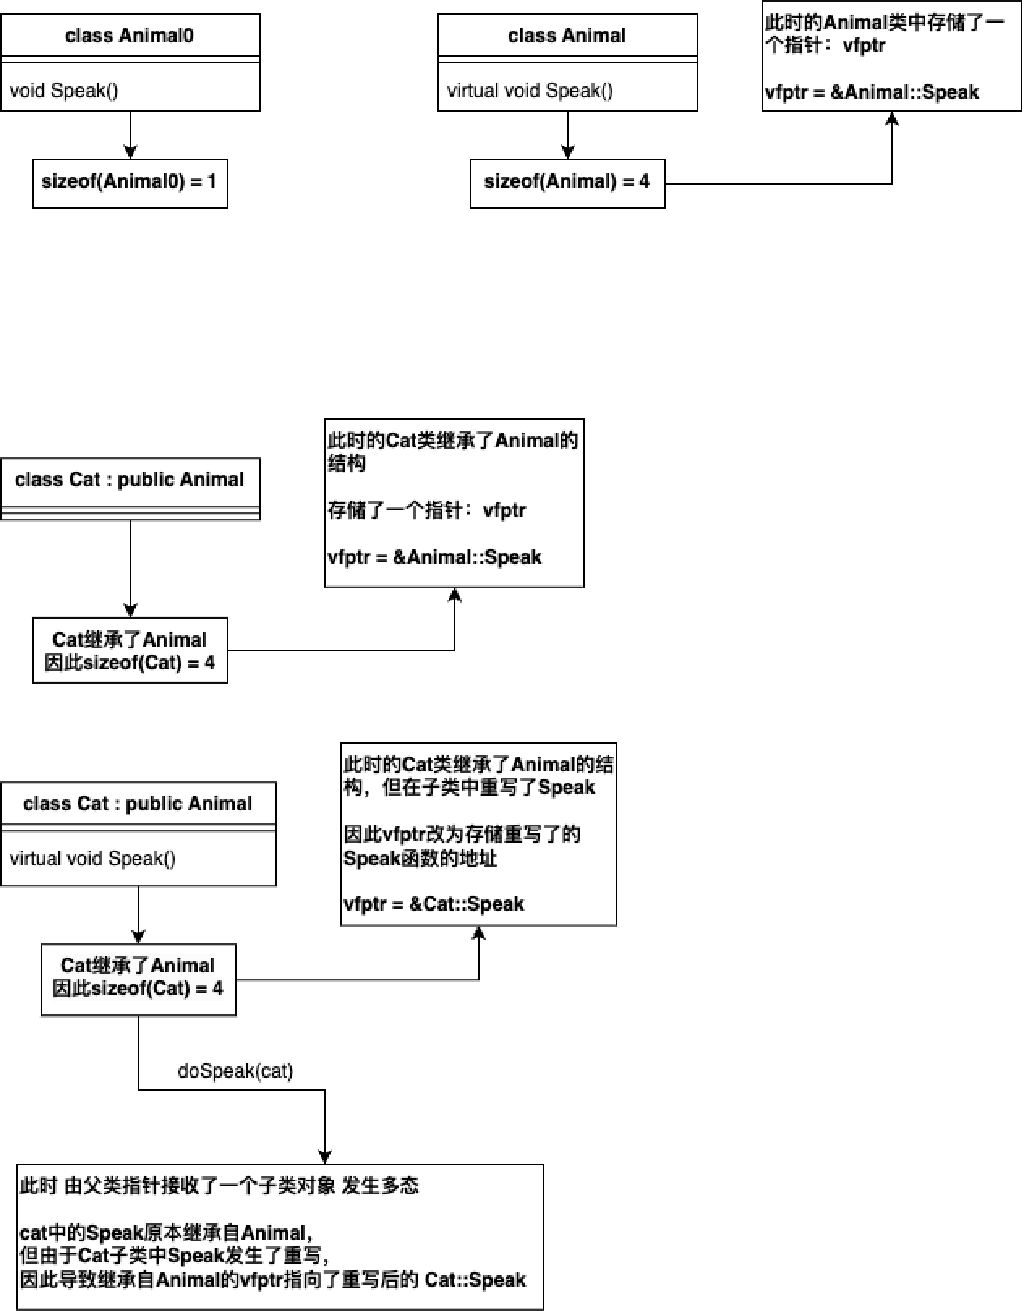 class Animal0
void Speak()
sizeof(Animal0) = 1
class Animal
virtual void Speak()
sizeof(Animal) = 4
此时的Animal类中存储了一
个指针：vfptr
vfptr = &Animal::Speak
class Cat : public Animal
Cat继承了Animal
因此sizeof(Cat) = 4
此时的Cat类继承了Animal的
结构
存储了一个指针：vfptr
vfptr = &Animal::Speak
class Cat : public Animal
virtual void Speak()
Cat继承了Animal
因此sizeof(Cat) = 4
此时的Cat类继承了Animal的结
构，但在子类中重写了Speak
因此vfptr改为存储重写了的
Speak函数的地址
vfptr = &Cat::Speak
doSpeak(cat)
此时 由父类指针接收了一个子类对象 发生多态
cat中的Speak原本继承自Animal，
但由于Cat子类中Speak发生了重写，
因此导致继承自Animal的vfptr指向了重写后的 Cat::Speak